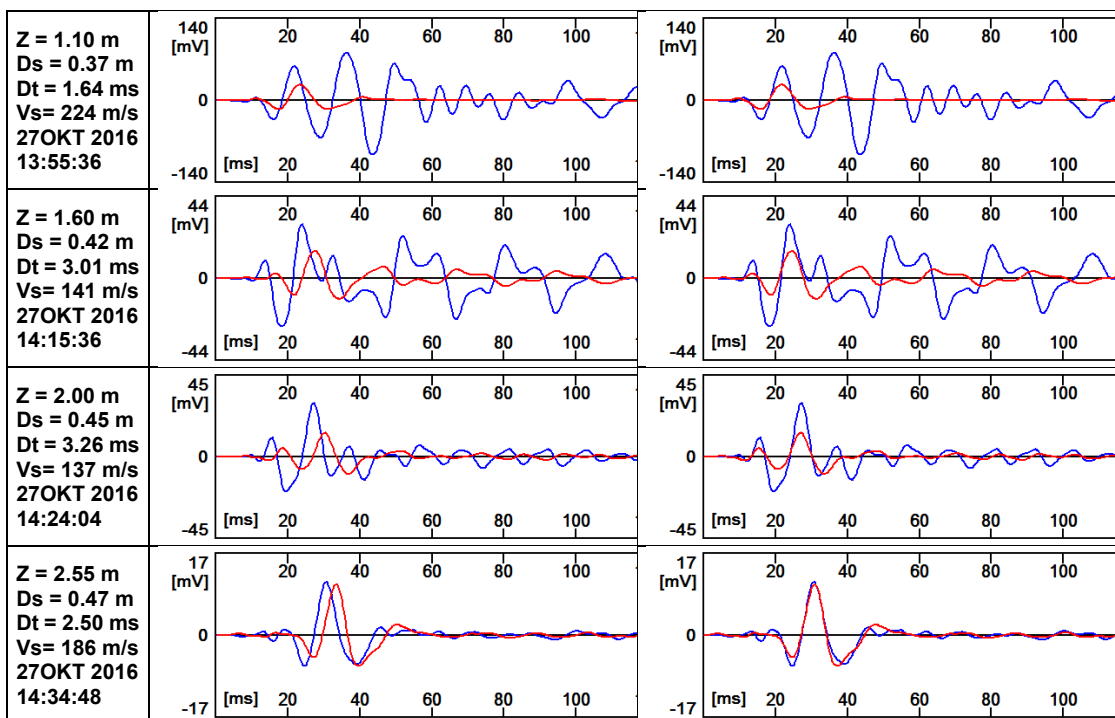 Z = 1.10 m
Ds = 0.37 m
Dt = 1.64 ms
Vs= 224 m/s
27OKT 2016
13:55:36
140 20 40 60 80 100
[mV]
0
[ms]
-140 20 40 60 80 100
140 20 40 60 80 100
[mV]
0
[ms]
-140 20 40 60 80 100
Z = 1.60 m
Ds = 0.42 m
Dt = 3.01 ms
Vs= 141 m/s
27OKT 2016
14:15:36
44 20 40 60 80 100
[mV]
0
[ms]
-44 20 40 60 80 100
44 20 40 60 80 100
[mV]
0
[ms]
-44 20 40 60 80 100
Z = 2.00 m
Ds = 0.45 m
Dt = 3.26 ms
Vs= 137 m/s
27OKT 2016
14:24:04
45 20 40 60 80 100
[mV]
0
[ms]
-45 20 40 60 80 100
45 20 40 60 80 100
[mV]
0
[ms]
-45 20 40 60 80 100
Z = 2.55 m
Ds = 0.47 m
Dt = 2.50 ms
Vs= 186 m/s
27OKT 2016
14:34:48
17 20 40 60 80 100
[mV]
0
[ms]
-17 20 40 60 80 100
17 20 40 60 80 100
[mV]
0
[ms]
-17 20 40 60 80 100